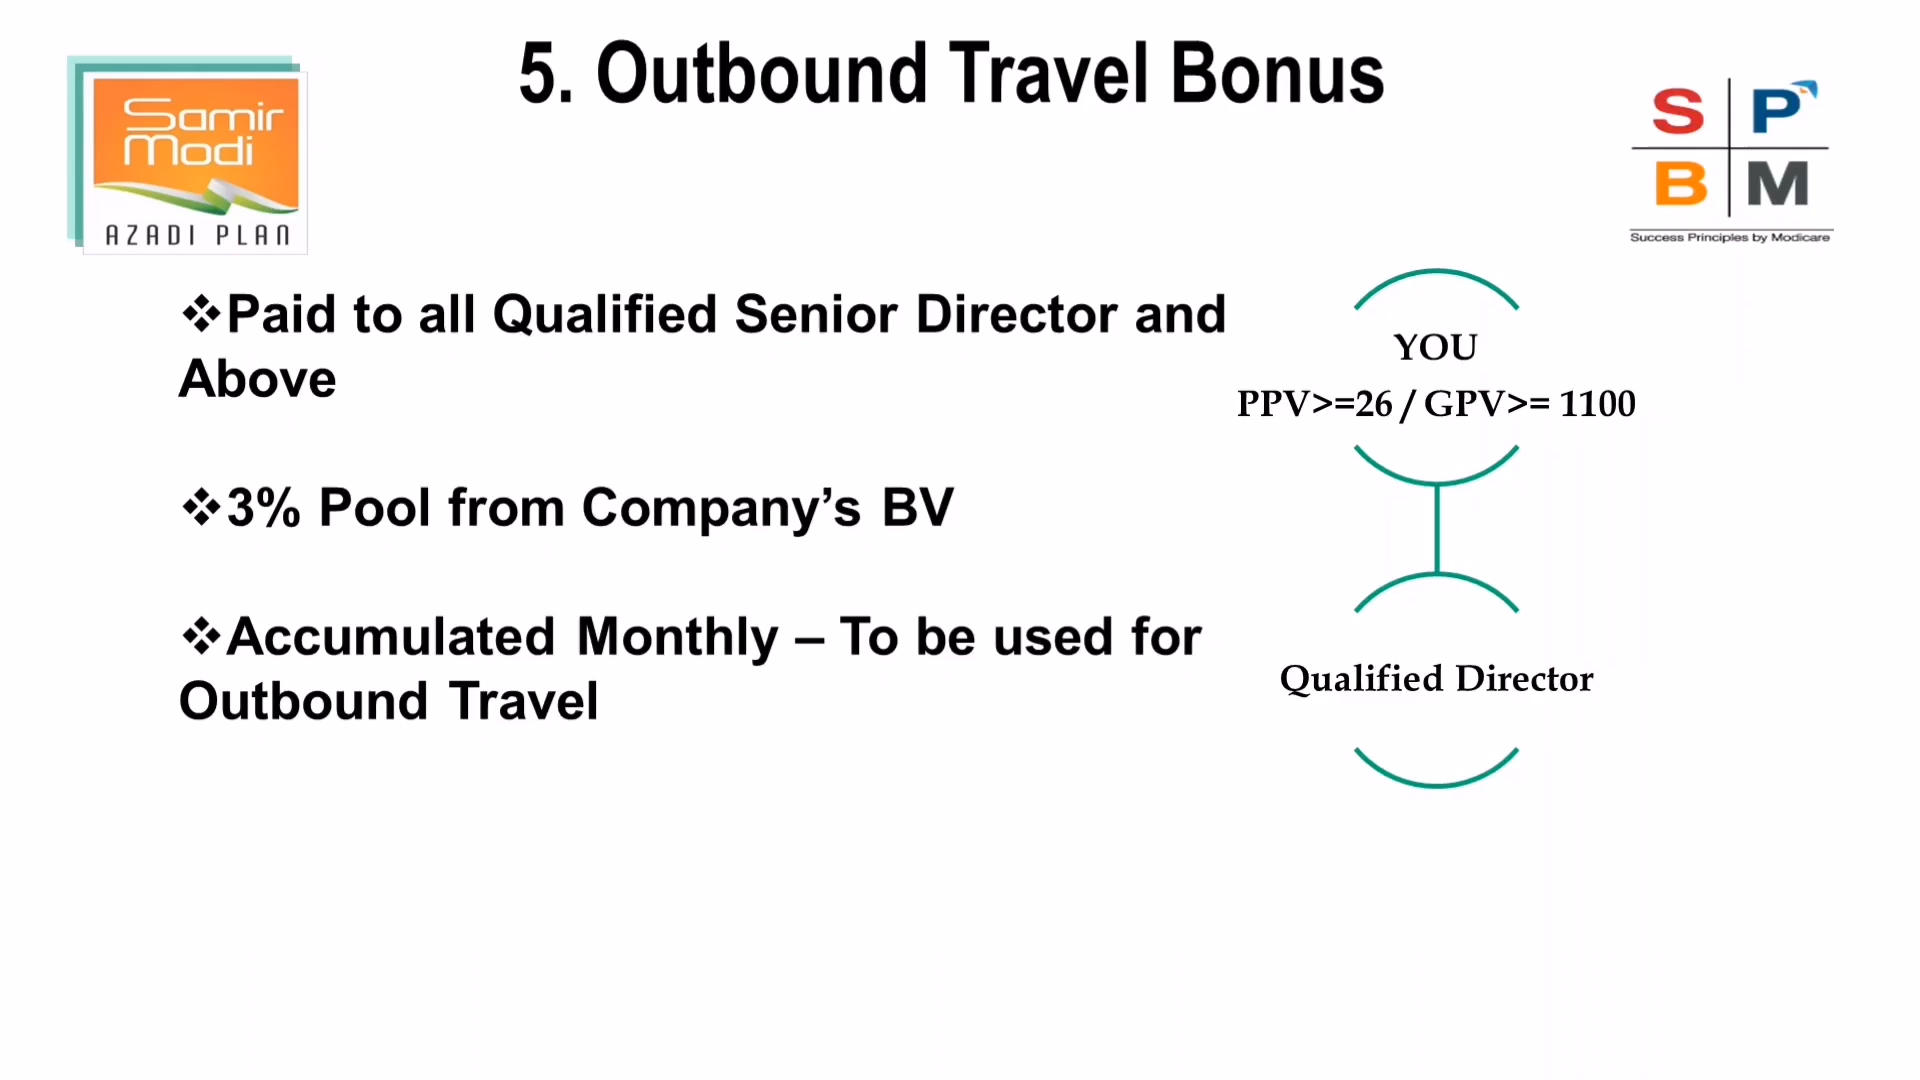 5. Outbound Travel Bonus
Samir
Modi
AZADI PLAN
S P
B M
Success Principles by Modicare
❖Paid to all Qualified Senior Director and
Above
❖3% Pool from Company’s BV
❖Accumulated Monthly – To be used for
Outbound Travel
YOU
PPV>=26 / GPV>= 1100
Qualified Director